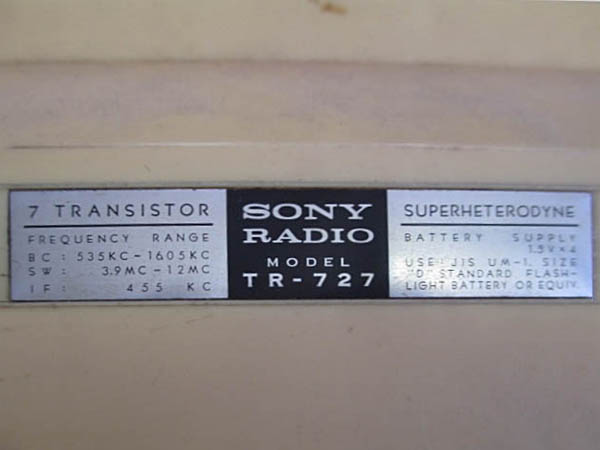 7 TRANSISTOR
FREQUENCY RANGE
BC: 535KC-1605KC
SW: 3.9MC-12MC
IF: 455 KC
SONY
RADIO
MODEL
TR-727
SUPERHETERODYNE
BATTERY SUPPLY
1.5V×4
USE: JIS UM-1. SIZE
"D" STANDARD FLASH-
LIGHT BATTERY OR EQUIV.